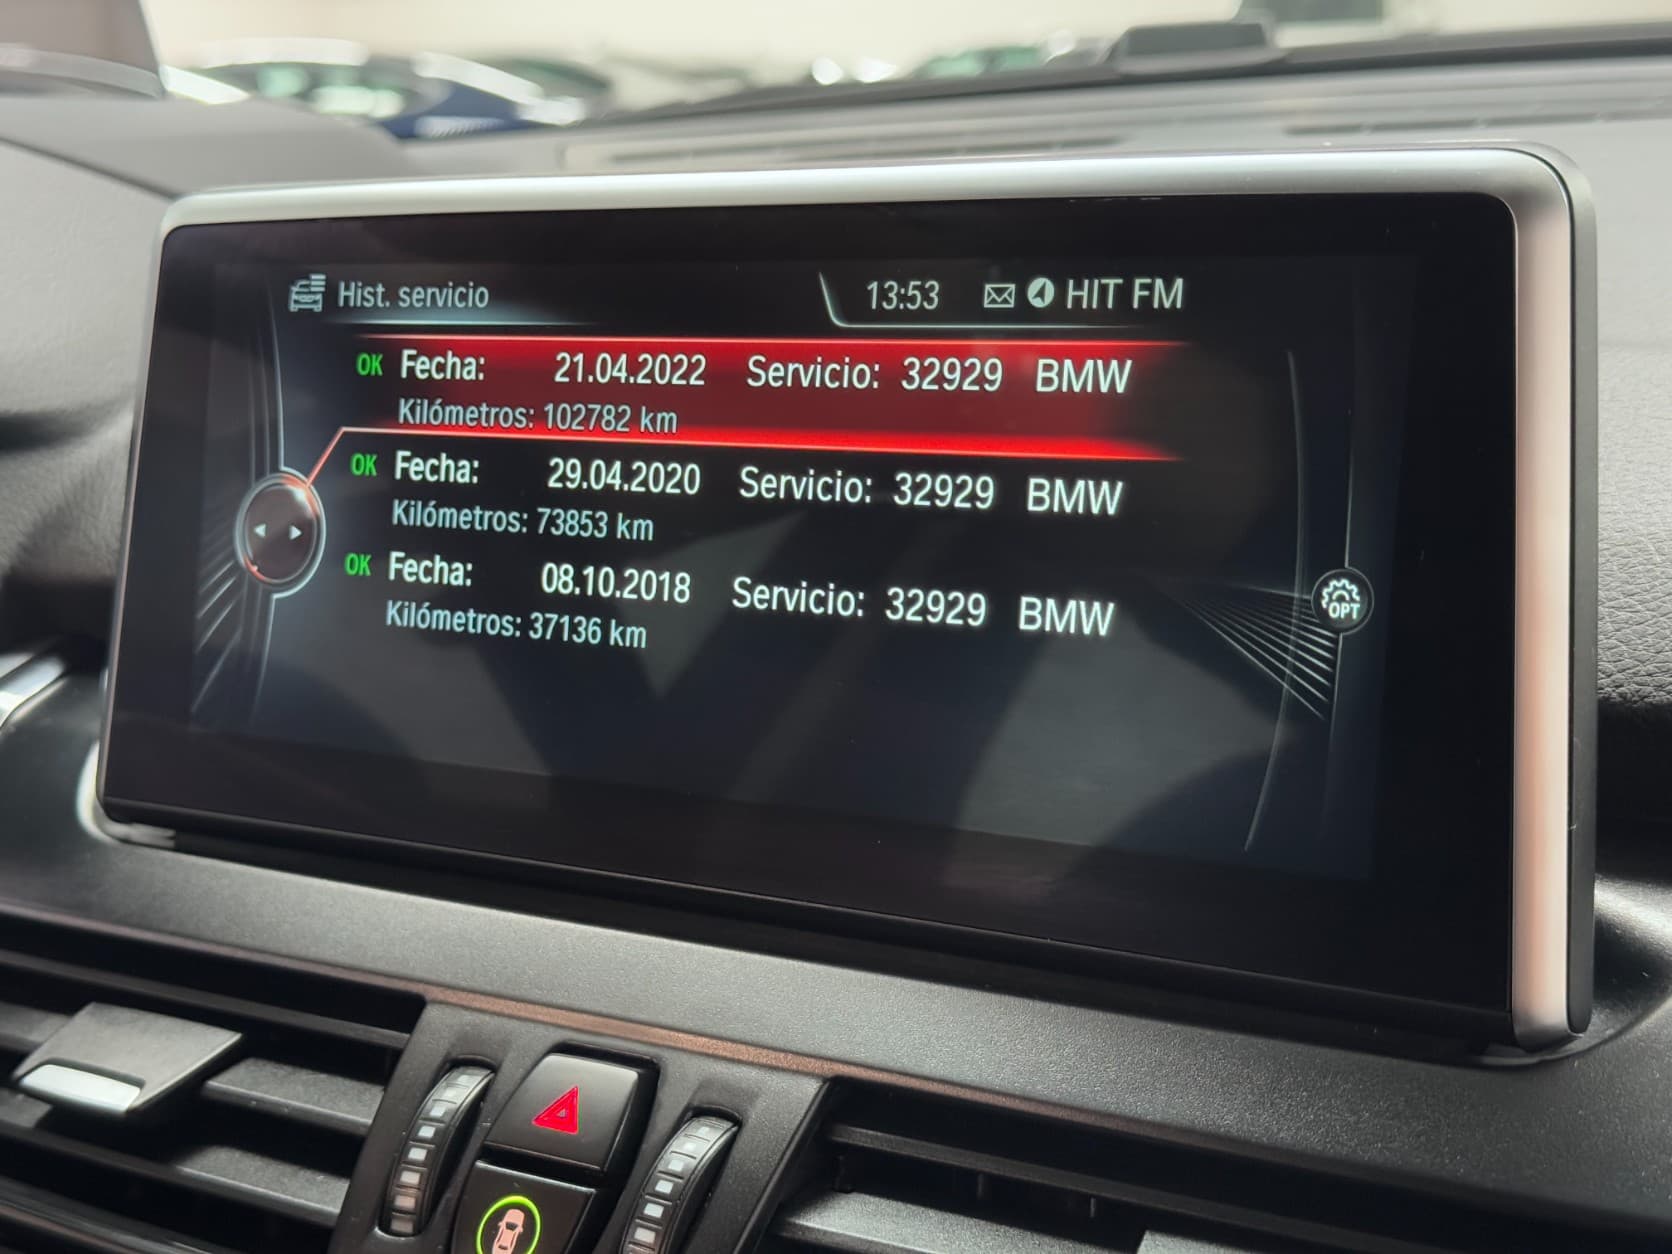 Hist. servicio
13:53 HIT FM
OK Fecha: 21.04.2022 Servicio: 32929 BMW
Kilómetros: 102782 km
OK Fecha: 29.04.2020 Servicio: 32929 BMW
Kilómetros: 73853 km
OK Fecha: 08.10.2018 Servicio: 32929 BMW
Kilómetros: 37136 km
OPT